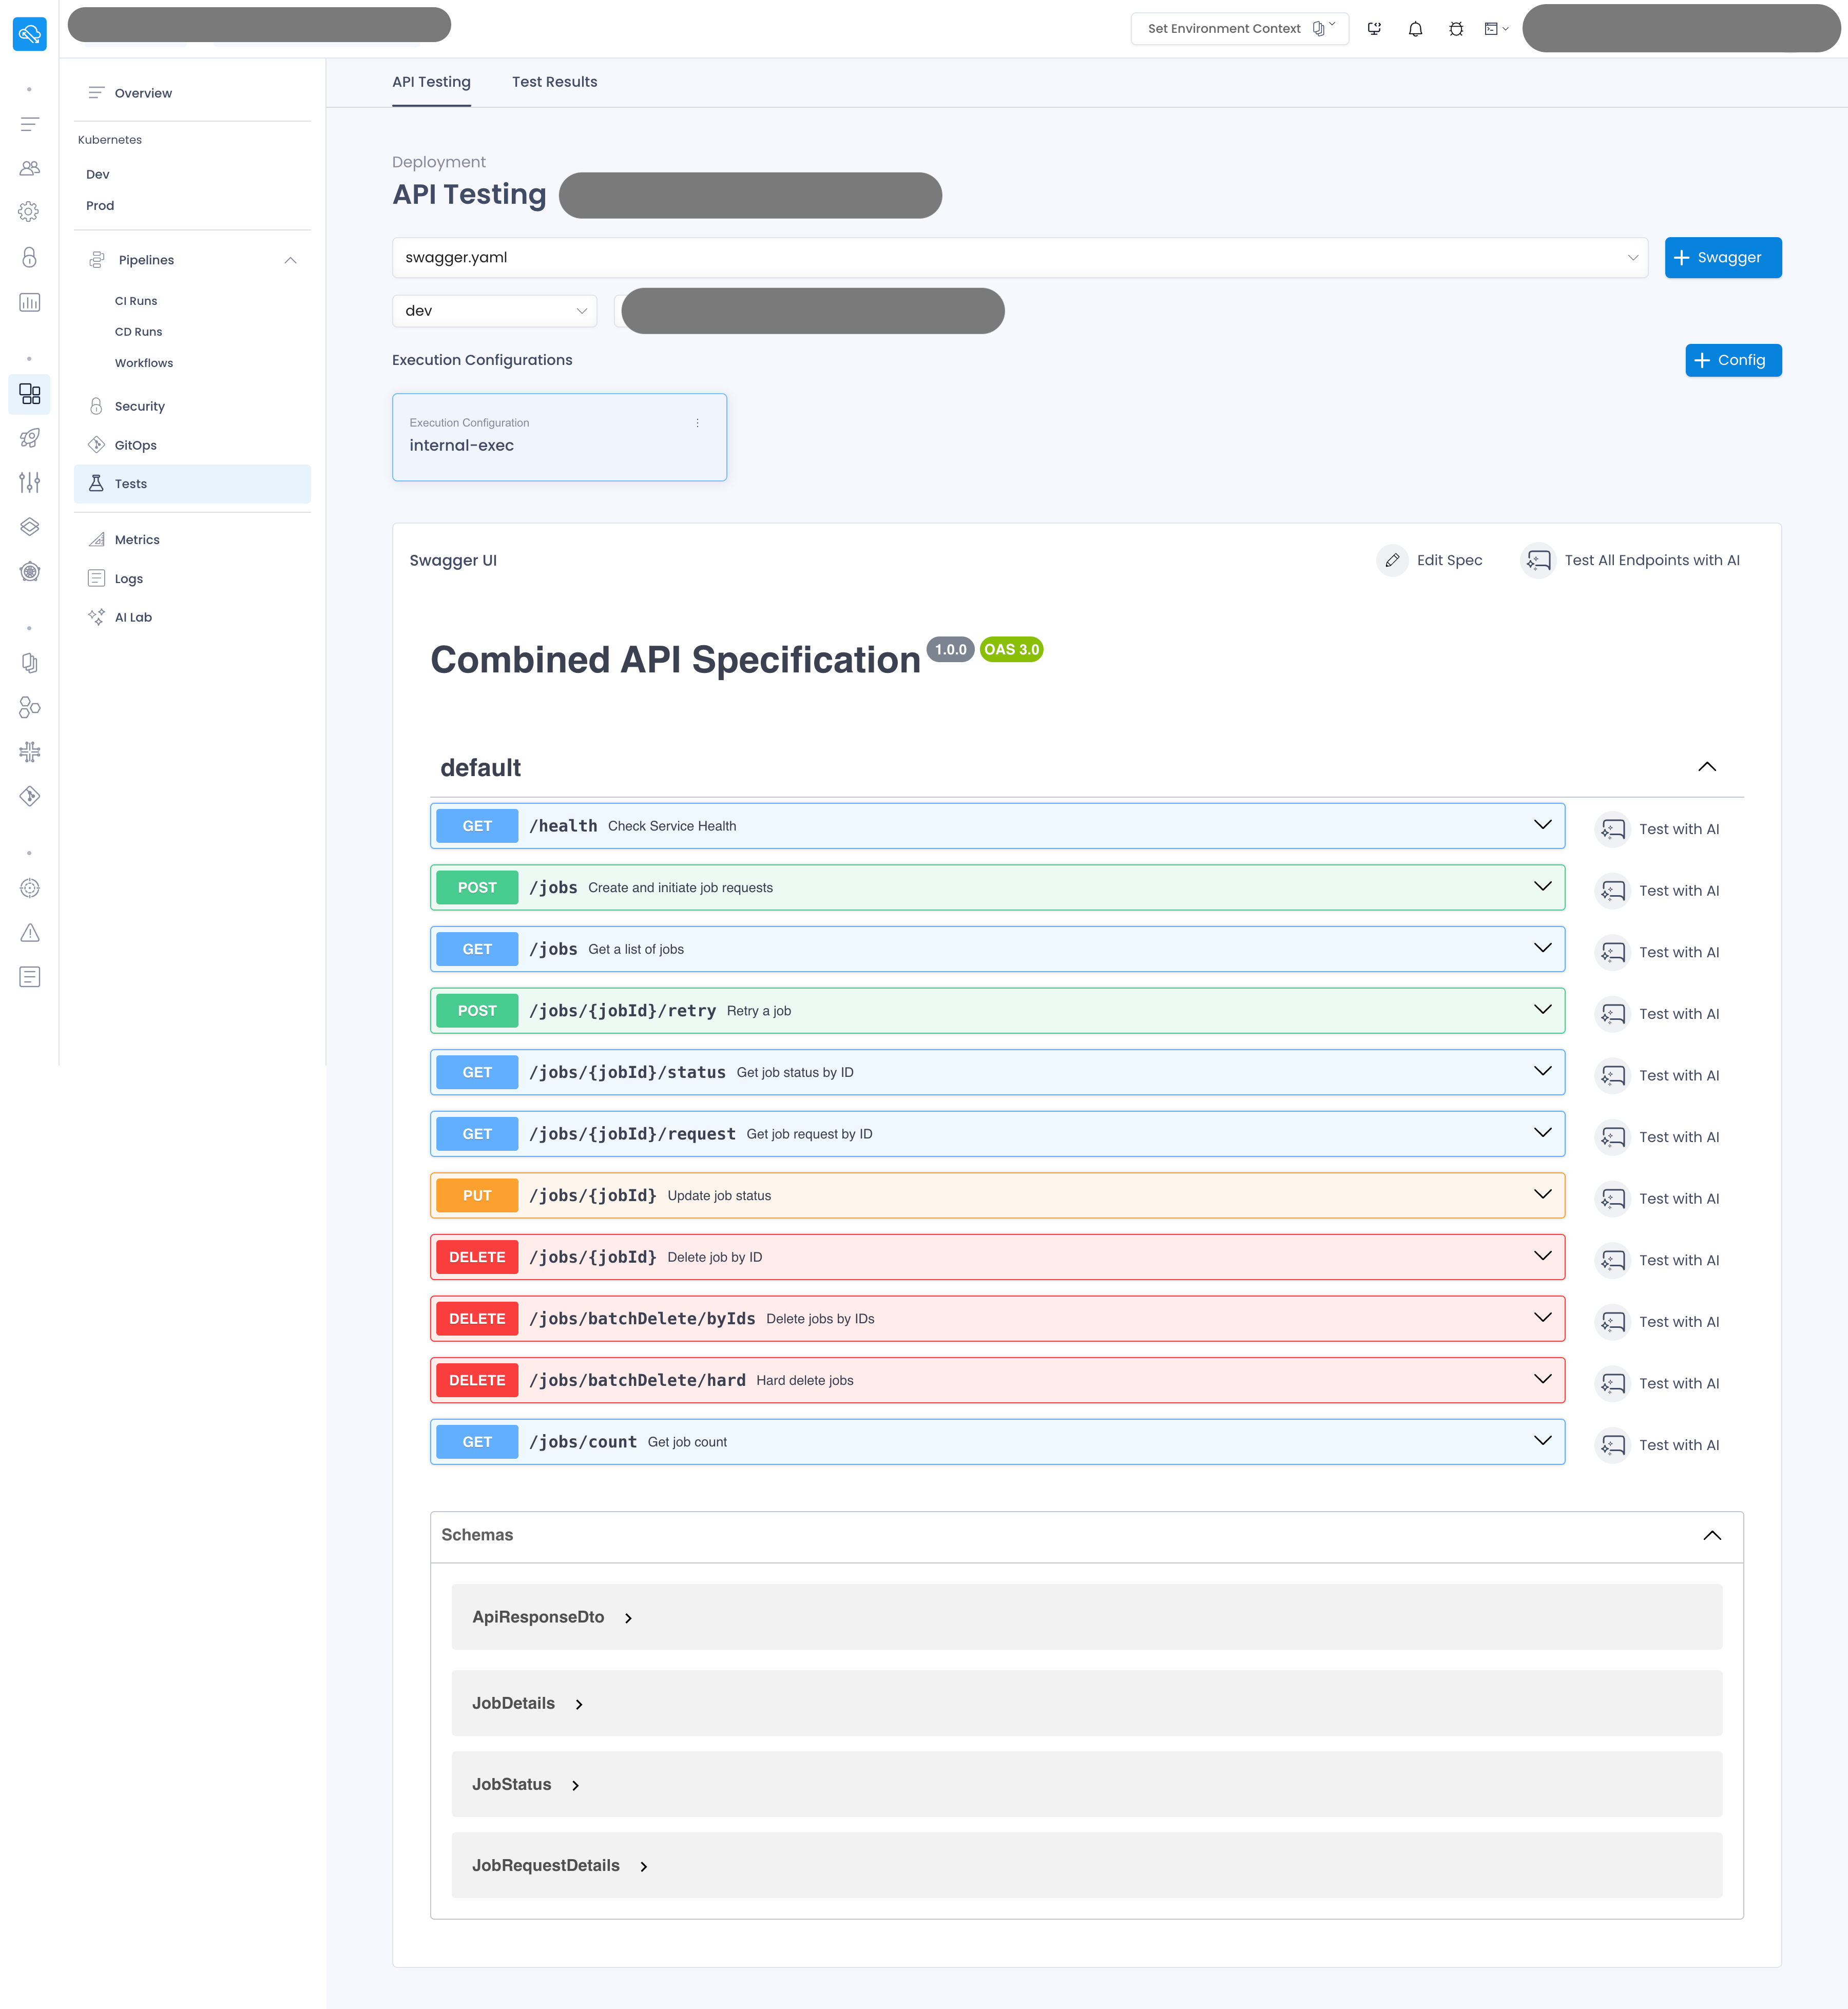 Set Environment Context
Overview
Kubernetes
Dev
Prod
Pipelines
CI Runs
CD Runs
Workflows
Security
GitOps
Tests
Metrics
Logs
AI Lab
API Testing
Test Results
Deployment
API Testing
swagger.yaml
Swagger
dev
Execution Configurations
Config
Execution Configuration
internal-exec
Swagger UI
Edit Spec
Test All Endpoints with AI
Combined API Specification 1.0.0 OAS 3.0
default
GET /health Check Service Health
Test with AI
POST /jobs Create and initiate job requests
Test with AI
GET /jobs Get a list of jobs
Test with AI
POST /jobs/{jobId}/retry Retry a job
Test with AI
GET /jobs/{jobId}/status Get job status by ID
Test with AI
GET /jobs/{jobId}/request Get job request by ID
Test with AI
PUT /jobs/{jobId} Update job status
Test with AI
DELETE /jobs/{jobId} Delete job by ID
Test with AI
DELETE /jobs/batchDelete/byIds Delete jobs by IDs
Test with AI
DELETE /jobs/batchDelete/hard Hard delete jobs
Test with AI
GET /jobs/count Get job count
Test with AI
Schemas
ApiResponseDto
JobDetails
JobStatus
JobRequestDetails